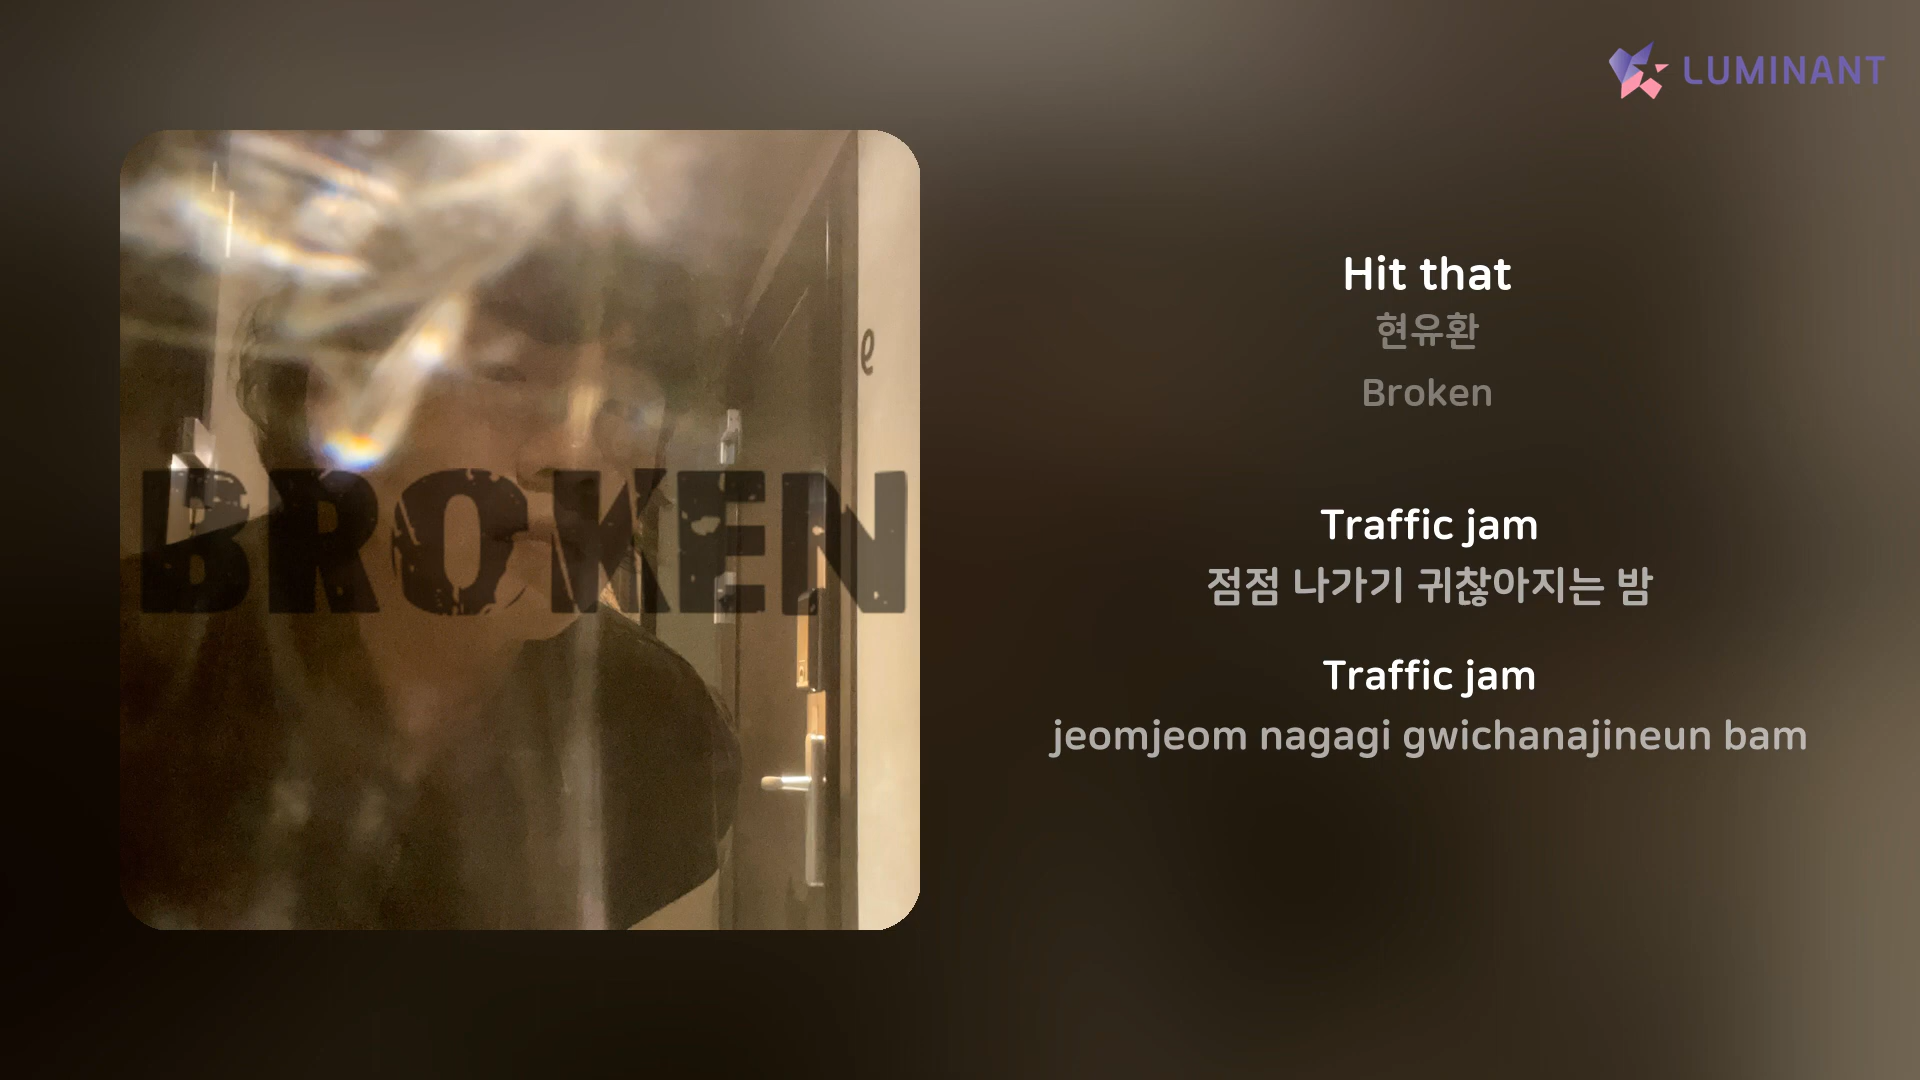 LUMINANT
e
BROKEN
Hit that
현유환
Broken
Traffic jam
점점 나가기 귀찮아지는 밤
Traffic jam
jeomjeom nagagi gwichanajineun bam